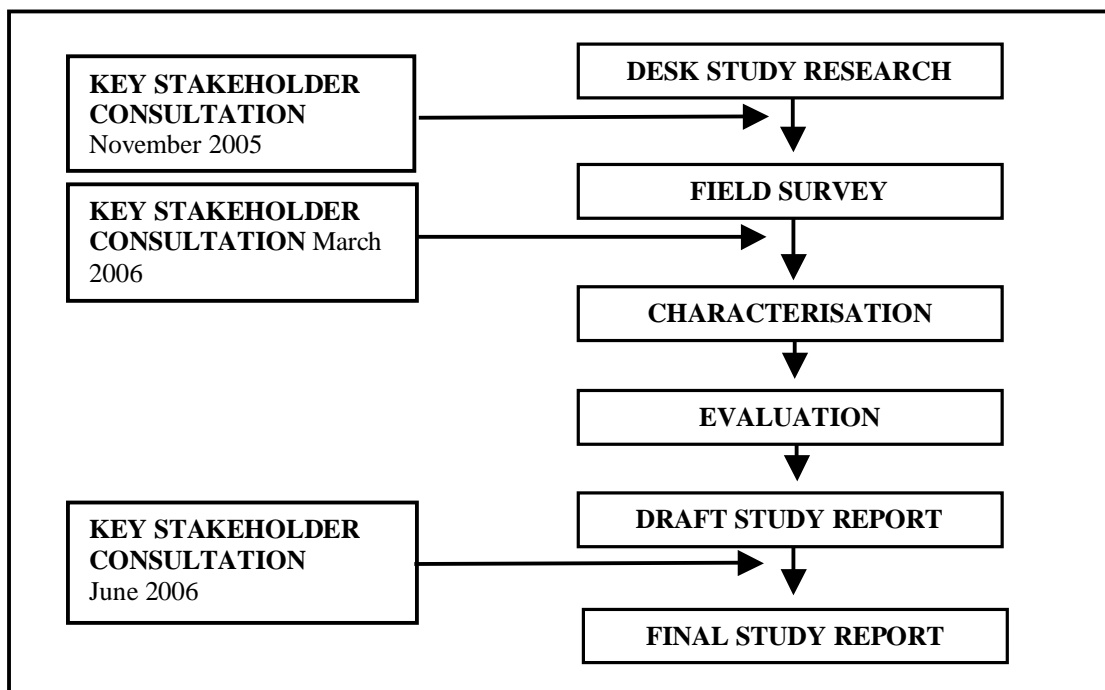 KEY STAKEHOLDER
CONSULTATION
November 2005
DESK STUDY RESEARCH
KEY STAKEHOLDER
CONSULTATION March
2006
FIELD SURVEY
CHARACTERISATION
EVALUATION
KEY STAKEHOLDER
CONSULTATION
June 2006
DRAFT STUDY REPORT
FINAL STUDY REPORT